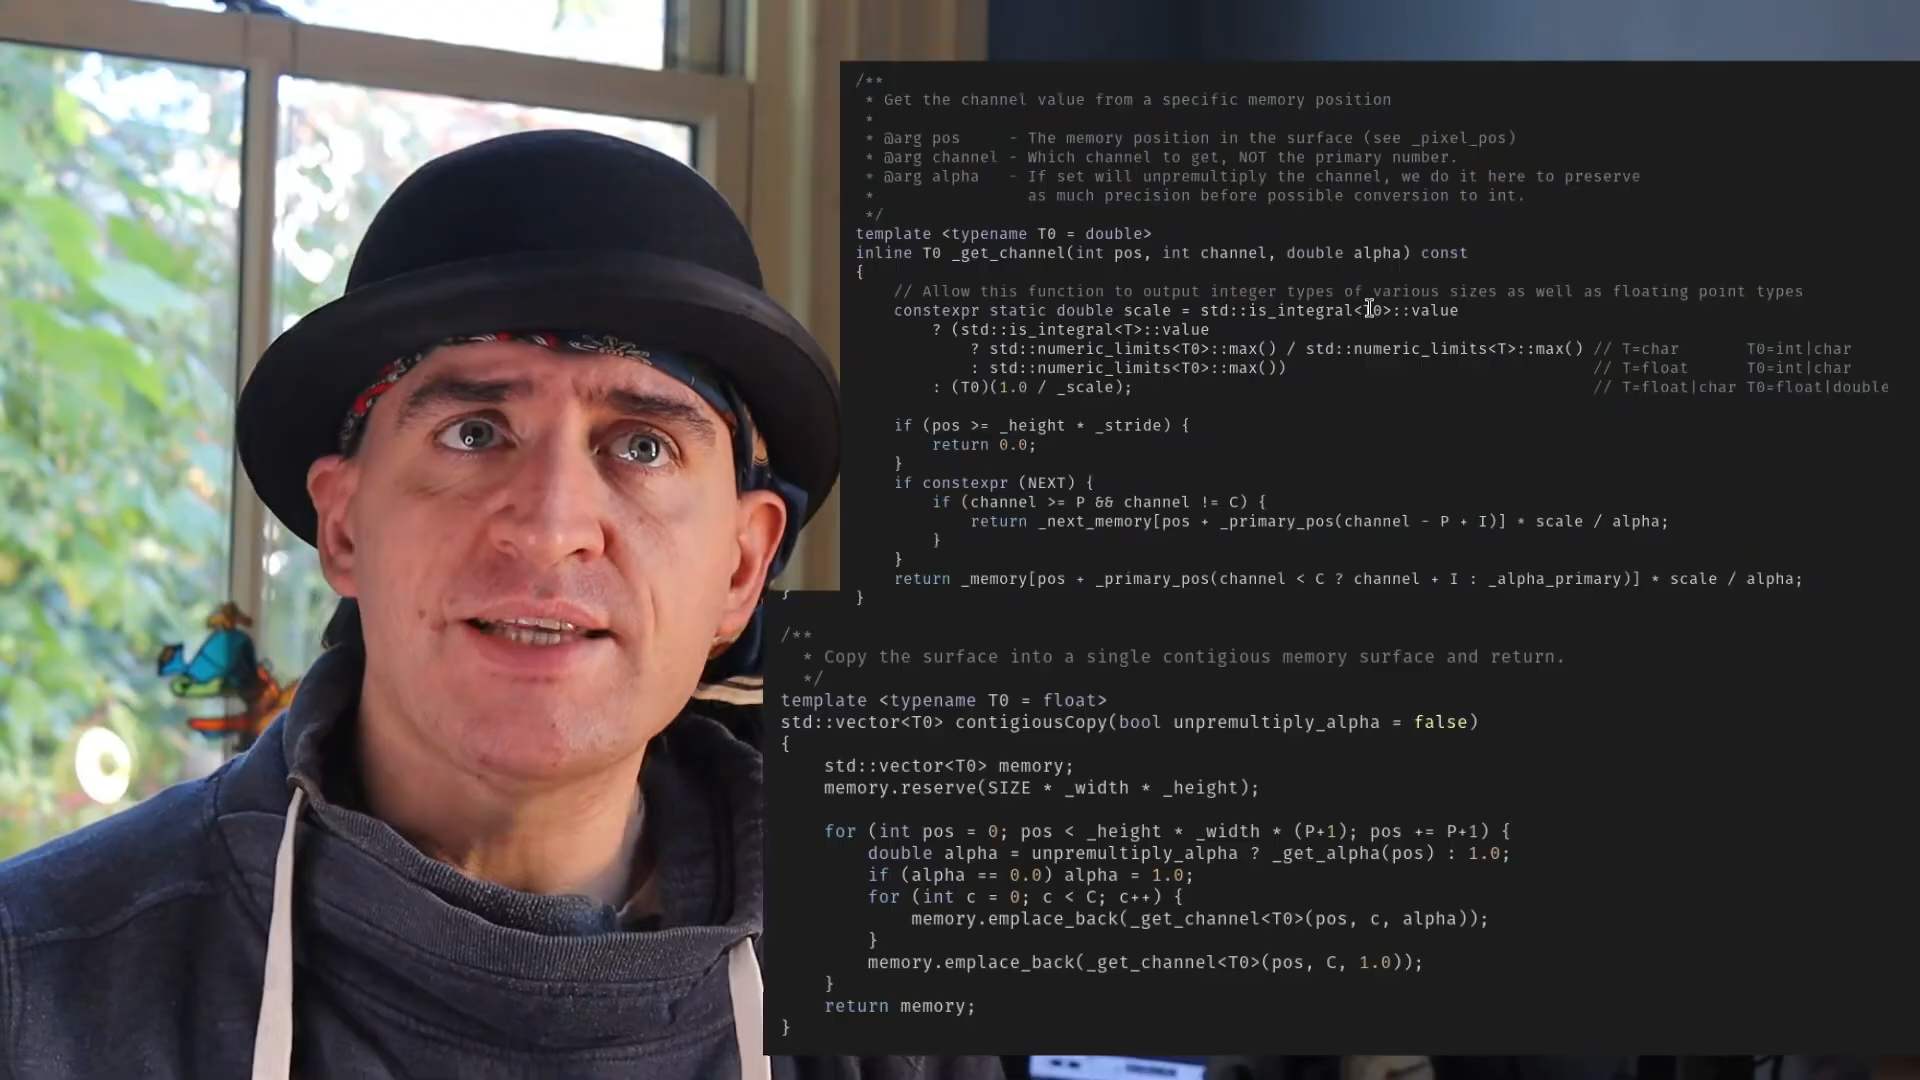 /**
 * Get the channel value from a specific memory position
 *
 * @arg pos     - The memory position in the surface (see _pixel_pos)
 * @arg channel - Which channel to get, NOT the primary number.
 * @arg alpha   - If set will unpremultiply the channel, we do it here to preserve
 *                as much precision before possible conversion to int.
 */
template <typename T0 = double>
inline T0 _get_channel(int pos, int channel, double alpha) const
{
    // Allow this function to output integer types of various sizes as well as floating point types
    constexpr static double scale = std::is_integral<T0>::value
        ? (std::is_integral<T>::value
            ? std::numeric_limits<T0>::max() / std::numeric_limits<T>::max() // T=char       T0=int|char
            : std::numeric_limits<T0>::max())                                // T=float      T0=int|char
        : (T0)(1.0 / _scale);                                                // T=float|char T0=float|double
    if (pos >= _height * _stride) {
        return 0.0;
    }
    if constexpr (NEXT) {
        if (channel >= P && channel != C) {
            return _next_memory[pos + _primary_pos(channel - P + I)] * scale / alpha;
        }
    }
    return _memory[pos + _primary_pos(channel < C ? channel + I : _alpha_primary)] * scale / alpha;
}
}
/**
  * Copy the surface into a single contigious memory surface and return.
  */
template <typename T0 = float>
std::vector<T0> contigiousCopy(bool unpremultiply_alpha = false)
{
    std::vector<T0> memory;
    memory.reserve(SIZE * _width * _height);
    for (int pos = 0; pos < _height * _width * (P+1); pos += P+1) {
        double alpha = unpremultiply_alpha ? _get_alpha(pos) : 1.0;
        if (alpha == 0.0) alpha = 1.0;
        for (int c = 0; c < C; c++) {
            memory.emplace_back(_get_channel<T0>(pos, c, alpha));
        }
        memory.emplace_back(_get_channel<T0>(pos, C, 1.0));
    }
    return memory;
}